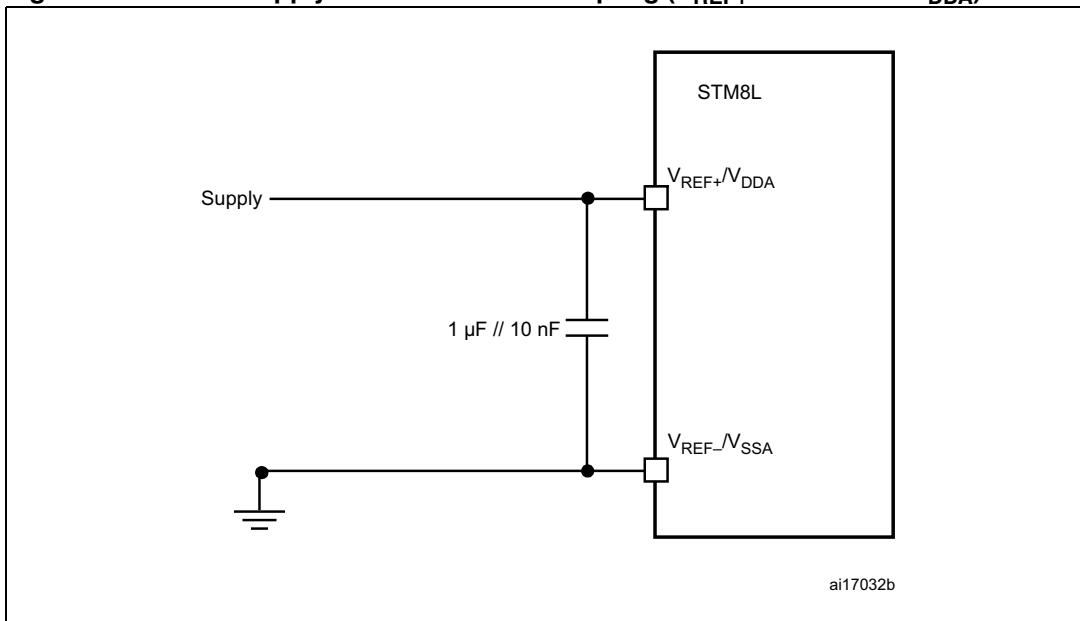 STM8L
V_REF+/V_DDA
Supply
1 µF // 10 nF
V_REF–/V_SSA
ai17032b